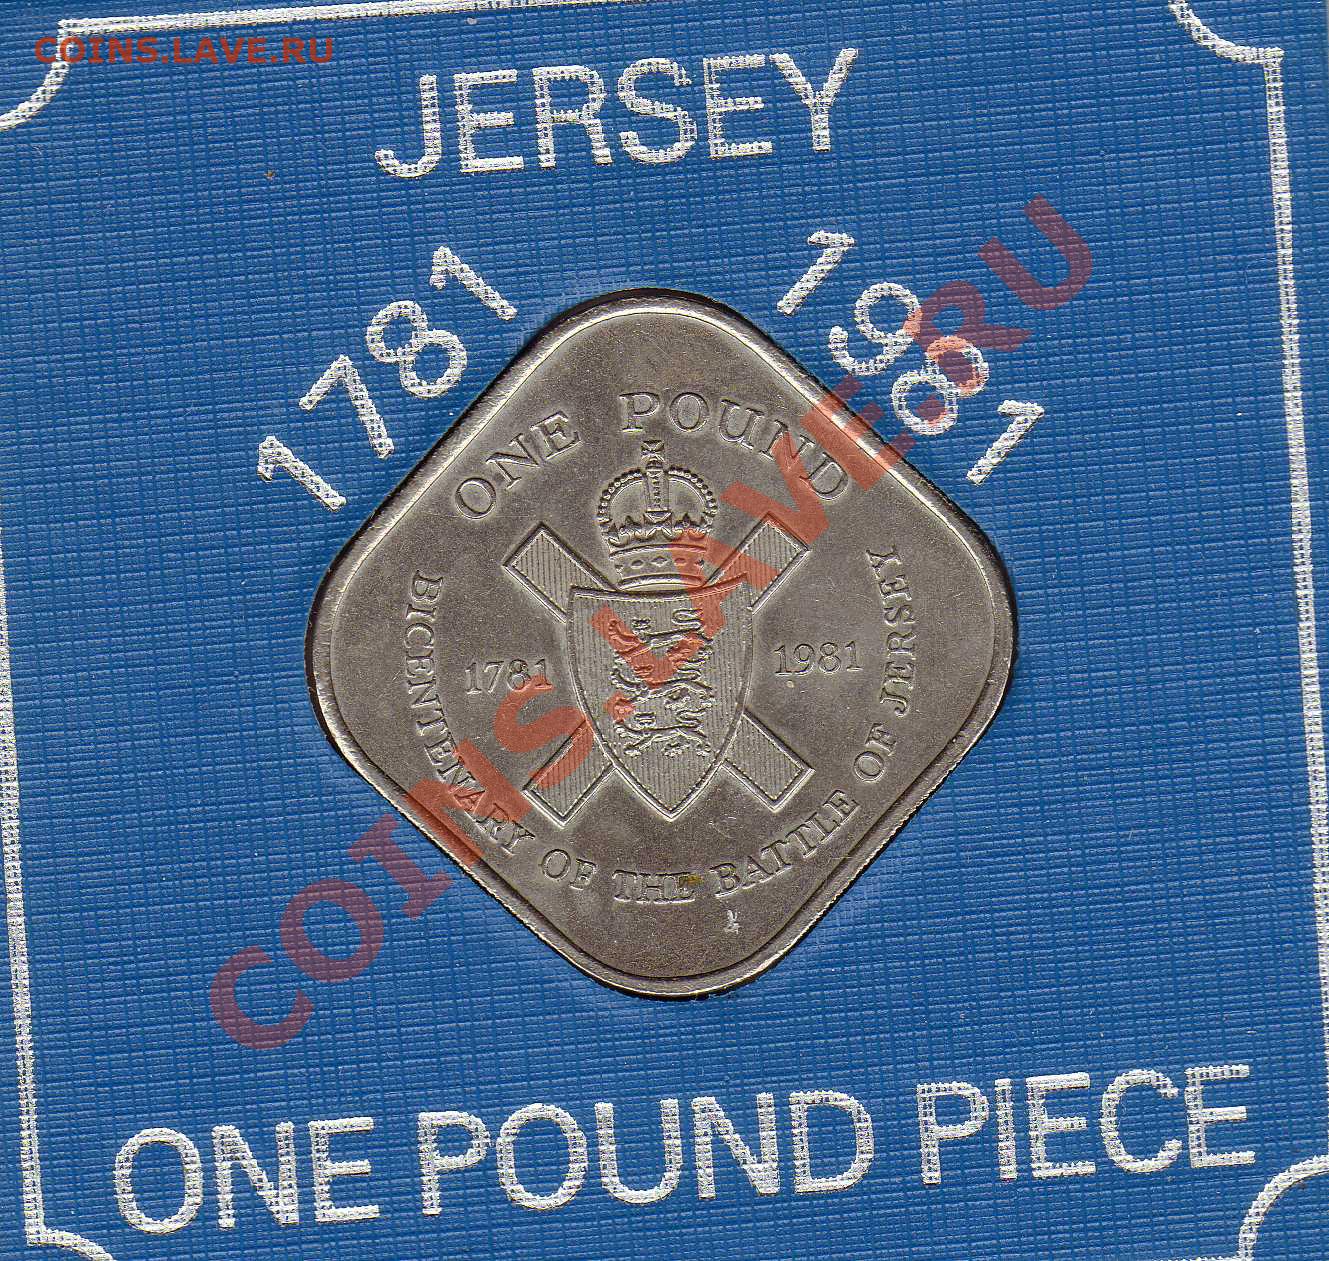 COINS.LAVE.RU
JERSEY
1781 1981
ONE POUND
1781 1981
BICENTENARY OF THE BATTLE OF JERSEY
COINS.LAVE.RU
ONE POUND PIECE